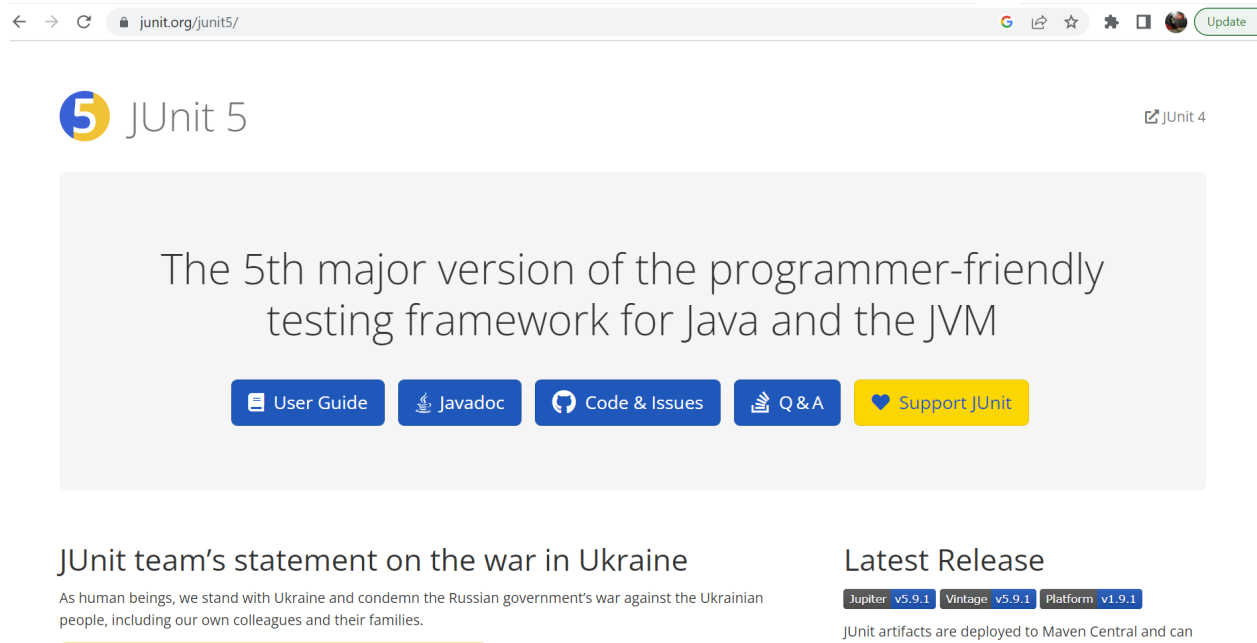 junit.org/junit5/
Update
5 JUnit 5
JUnit 4
The 5th major version of the programmer-friendly
testing framework for Java and the JVM
User Guide
Javadoc
Code & Issues
Q & A
Support JUnit
JUnit team’s statement on the war in Ukraine
As human beings, we stand with Ukraine and condemn the Russian government’s war against the Ukrainian
people, including our own colleagues and their families.
Latest Release
Jupiter v5.9.1 Vintage v5.9.1 Platform v1.9.1
JUnit artifacts are deployed to Maven Central and can